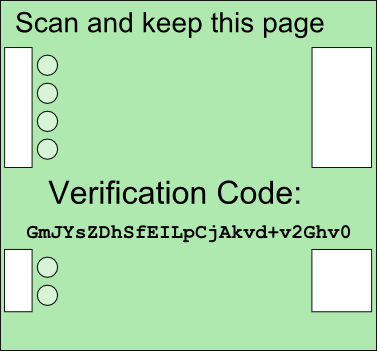 Scan and keep this page
Verification Code:
GmJYsZDhSfEILpCjAkvd+v2Ghv0